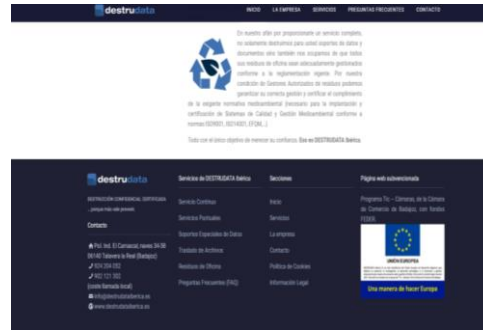 destrudata
INICIO LA EMPRESA SERVICIOS PREGUNTAS FRECUENTES CONTACTO
En nuestro afán por proporcionarle un servicio completo,
no solamente destruimos para usted soportes de datos y
documentos sino también nos ocupamos de que todos
sus residuos de oficina sean adecuadamente gestionados
conforme a la reglamentación vigente. Por nuestra
condición de Gestores Autorizados de residuos podemos
garantizar su correcta gestión y certificar el cumplimiento
de la exigente normativa medioambiental (necesario para la implantación y
certificación de Sistemas de Calidad y Gestión Medioambiental conforme a
normas ISO9001, ISO14001, EFQM,..)
Todo con el único objetivo de merecer su confianza. Eso es DESTRUDATA Ibérica.
destrudata
DESTRUCCIÓN CONFIDENCIAL CERTIFICADA
...porque más vale prevenir.
Contacto
Pol. Ind. El Camascal, naves 34-38
06140 Talavera la Real (Badajoz)
924 204 052
902 121 302
(coste llamada local)
info@destrudataiberica.es
www.destrudataiberica.es
Servicios de DESTRUDATA Ibérica
Servicio Contínuo
Servicios Puntuales
Soportes Especiales de Datos
Traslado de Archivos
Residuos de Oficina
Preguntas Frecuentes (FAQ)
Secciones
Inicio
Servicios
La empresa
Contacto
Política de Cookies
Información Legal
Página web subvencionada
Programa Tic – Cámaras, de la Cámara
de Comercio de Badajoz, con fondos
FEDER.
UNIÓN EUROPEA
Una manera de hacer Europa